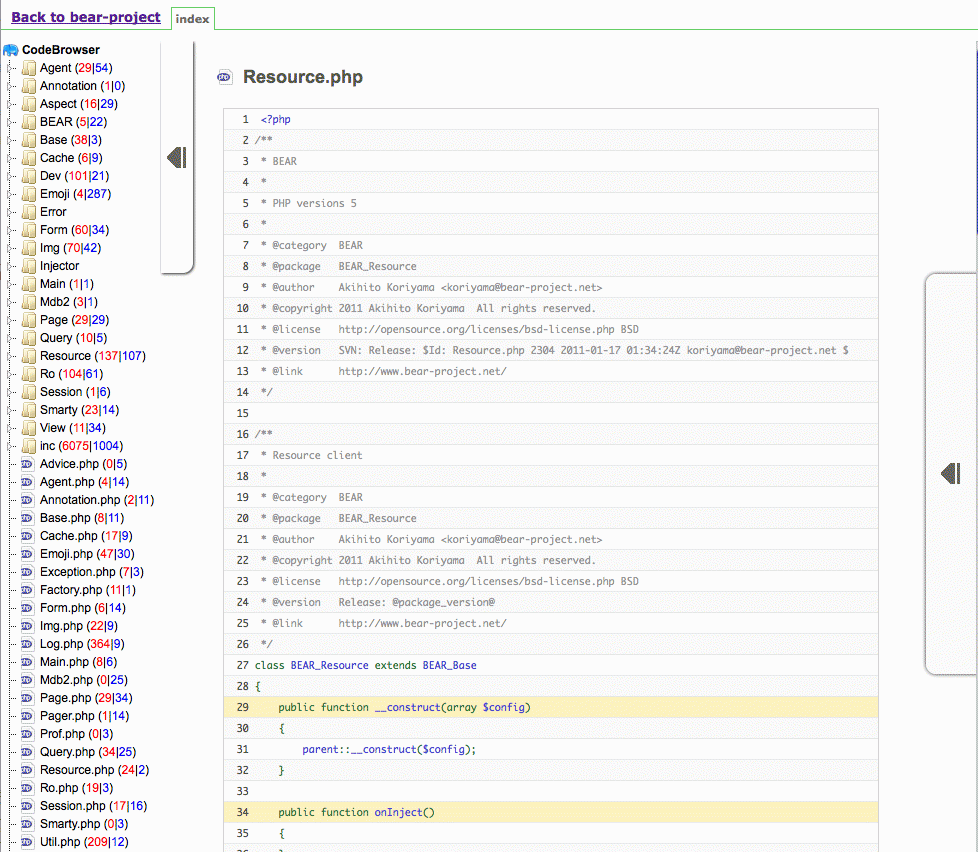 Back to bear-project
index
CodeBrowser
Agent (29|54)
Annotation (1|0)
Aspect (16|29)
BEAR (5|22)
Base (38|3)
Cache (6|9)
Dev (101|21)
Emoji (4|287)
Error
Form (60|34)
Img (70|42)
Injector
Main (1|1)
Mdb2 (3|1)
Page (29|29)
Query (10|5)
Resource (137|107)
Ro (104|61)
Session (1|6)
Smarty (23|14)
View (11|34)
inc (6075|1004)
Advice.php (0|5)
Agent.php (4|14)
Annotation.php (2|11)
Base.php (8|11)
Cache.php (17|9)
Emoji.php (47|30)
Exception.php (7|3)
Factory.php (11|1)
Form.php (6|14)
Img.php (22|9)
Log.php (364|9)
Main.php (8|6)
Mdb2.php (0|25)
Page.php (29|34)
Pager.php (1|14)
Prof.php (0|3)
Query.php (34|25)
Resource.php (24|2)
Ro.php (19|3)
Session.php (17|16)
Smarty.php (0|3)
Util.php (209|12)
Resource.php
1 <?php
2 /**
3 * BEAR
4 *
5 * PHP versions 5
6 *
7 * @category BEAR
8 * @package BEAR_Resource
9 * @author Akihito Koriyama <koriyama@bear-project.net>
10 * @copyright 2011 Akihito Koriyama All rights reserved.
11 * @license http://opensource.org/licenses/bsd-license.php BSD
12 * @version SVN: Release: $Id: Resource.php 2304 2011-01-17 01:34:24Z koriyama@bear-project.net $
13 * @link http://www.bear-project.net/
14 */
15
16 /**
17 * Resource client
18 *
19 * @category BEAR
20 * @package BEAR_Resource
21 * @author Akihito Koriyama <koriyama@bear-project.net>
22 * @copyright 2011 Akihito Koriyama All rights reserved.
23 * @license http://opensource.org/licenses/bsd-license.php BSD
24 * @version Release: @package_version@
25 * @link http://www.bear-project.net/
26 */
27 class BEAR_Resource extends BEAR_Base
28 {
29 public function __construct(array $config)
30 {
31 parent::__construct($config);
32 }
33
34 public function onInject()
35 {